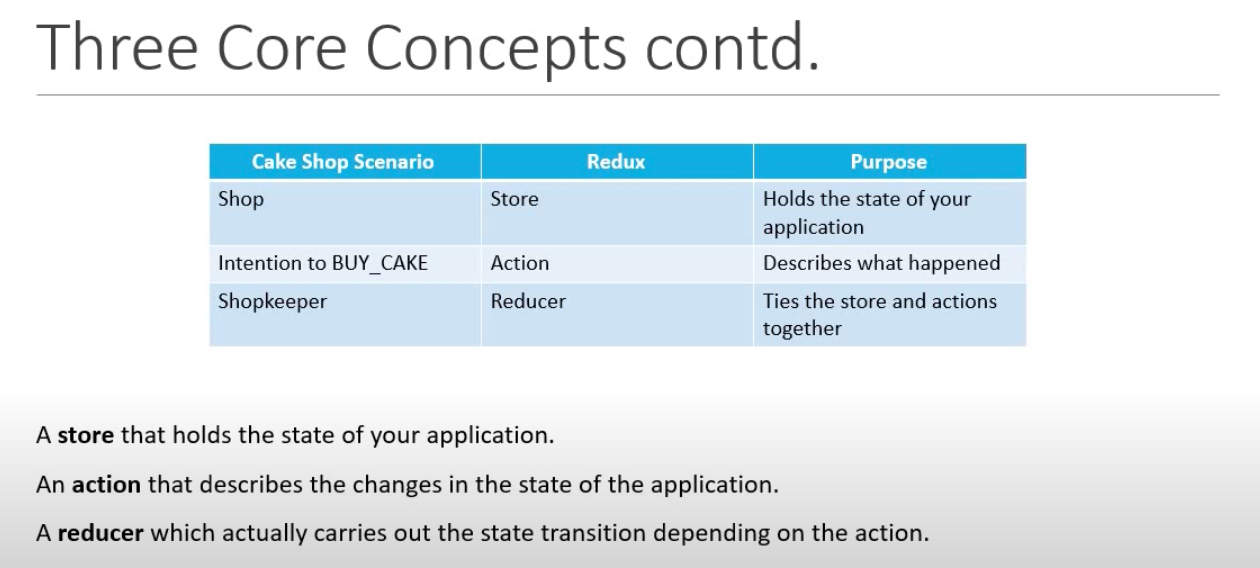 Three Core Concepts contd.
Cake Shop Scenario Redux Purpose
Shop Store Holds the state of your
application
Intention to BUY_CAKE Action Describes what happened
Shopkeeper Reducer Ties the store and actions
together
A store that holds the state of your application.
An action that describes the changes in the state of the application.
A reducer which actually carries out the state transition depending on the action.